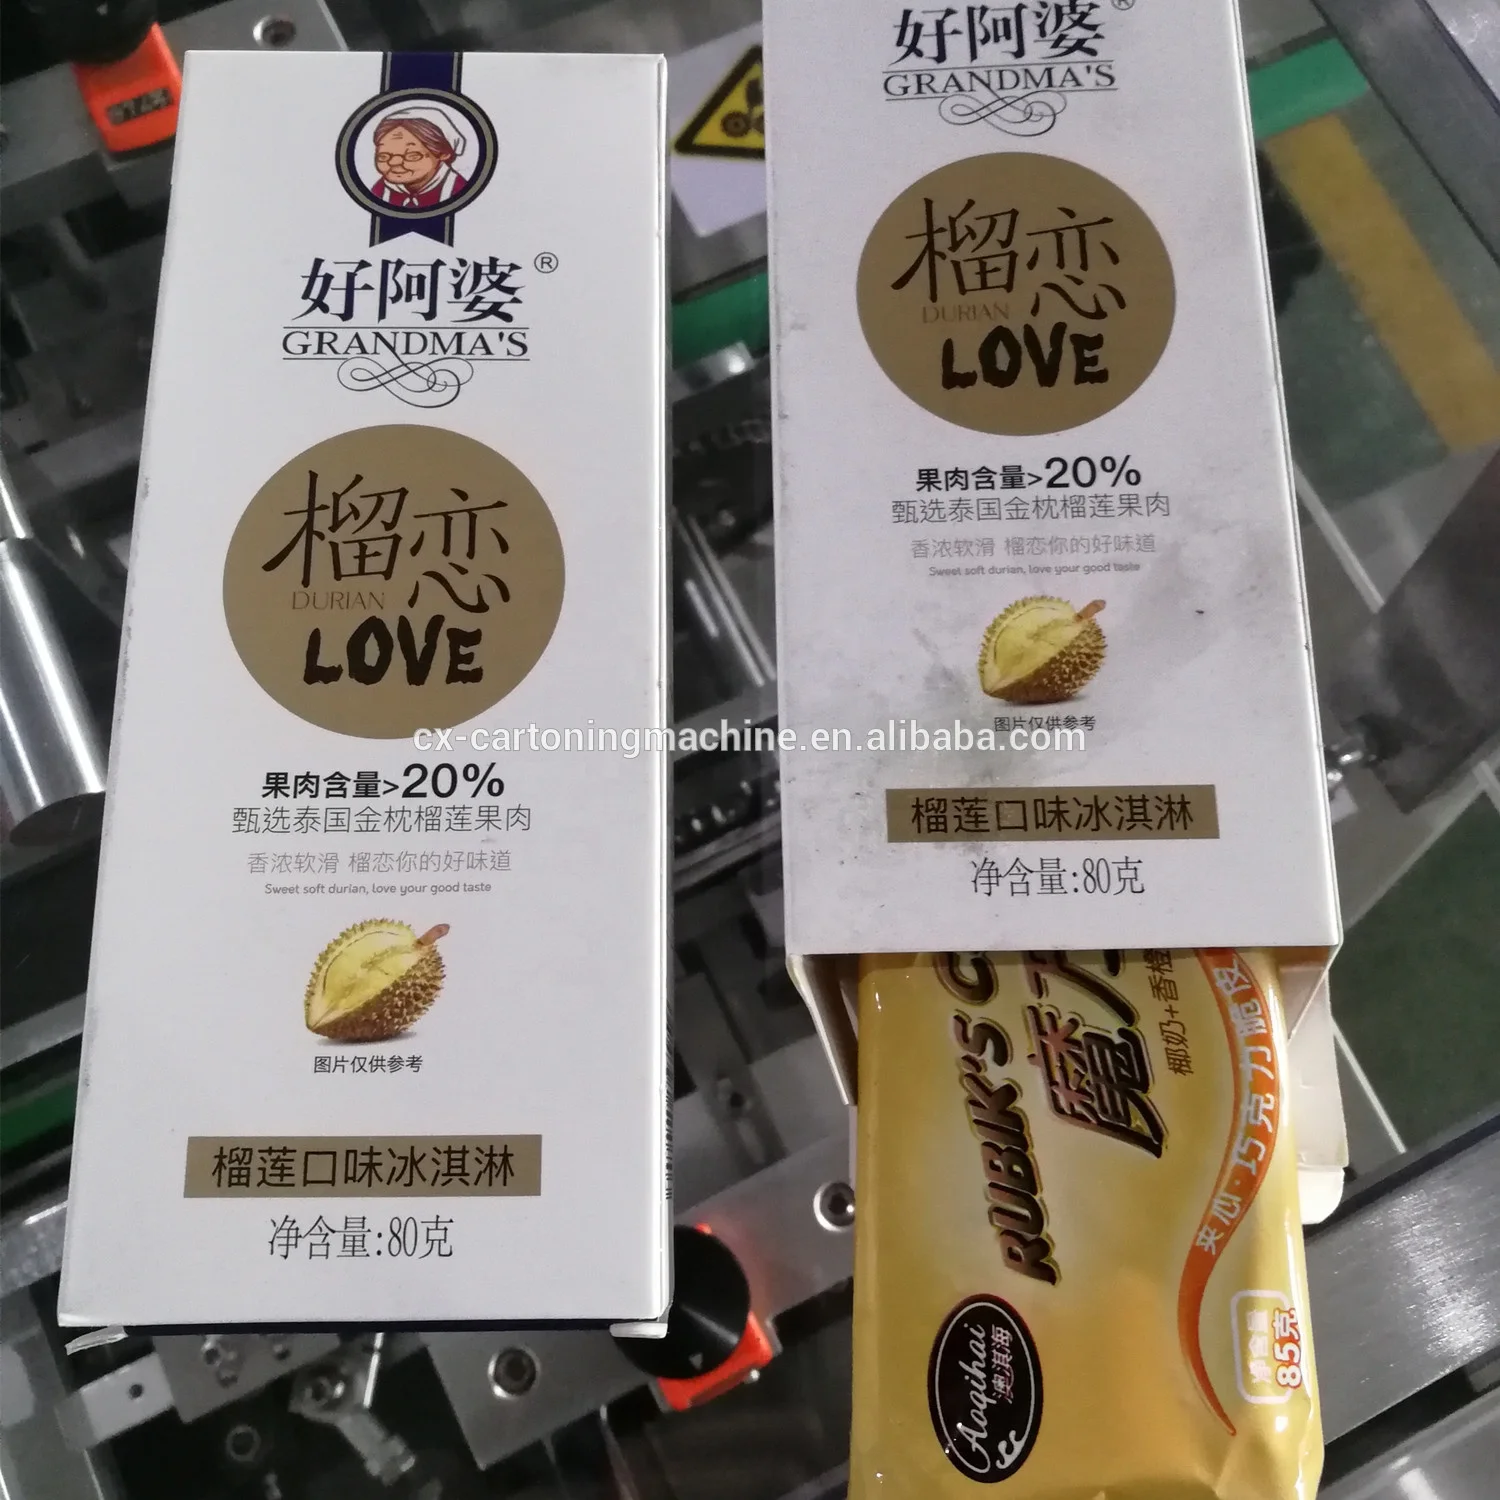 好阿婆®
GRANDMA'S
榴恋
DURIAN
LOVE
果肉含量>20%
甄选泰国金枕榴莲果肉
香浓软滑 榴恋你的好味道
Sweet soft durian, love your good taste
图片仅供参考
榴莲口味冰淇淋
净含量:80克
好阿婆®
GRANDMA'S
榴恋
DURIAN
LOVE
果肉含量>20%
甄选泰国金枕榴莲果肉
香浓软滑 榴恋你的好味道
Sweet soft durian, love your good taste
图片仅供参考
榴莲口味冰淇淋
净含量:80克
RUBIK'S C
魔方
椰奶+香橙
夹心·巧克力脆皮
Aoqihai
澳淇海
净含量
85克
cx-cartoningmachine.en.alibaba.com